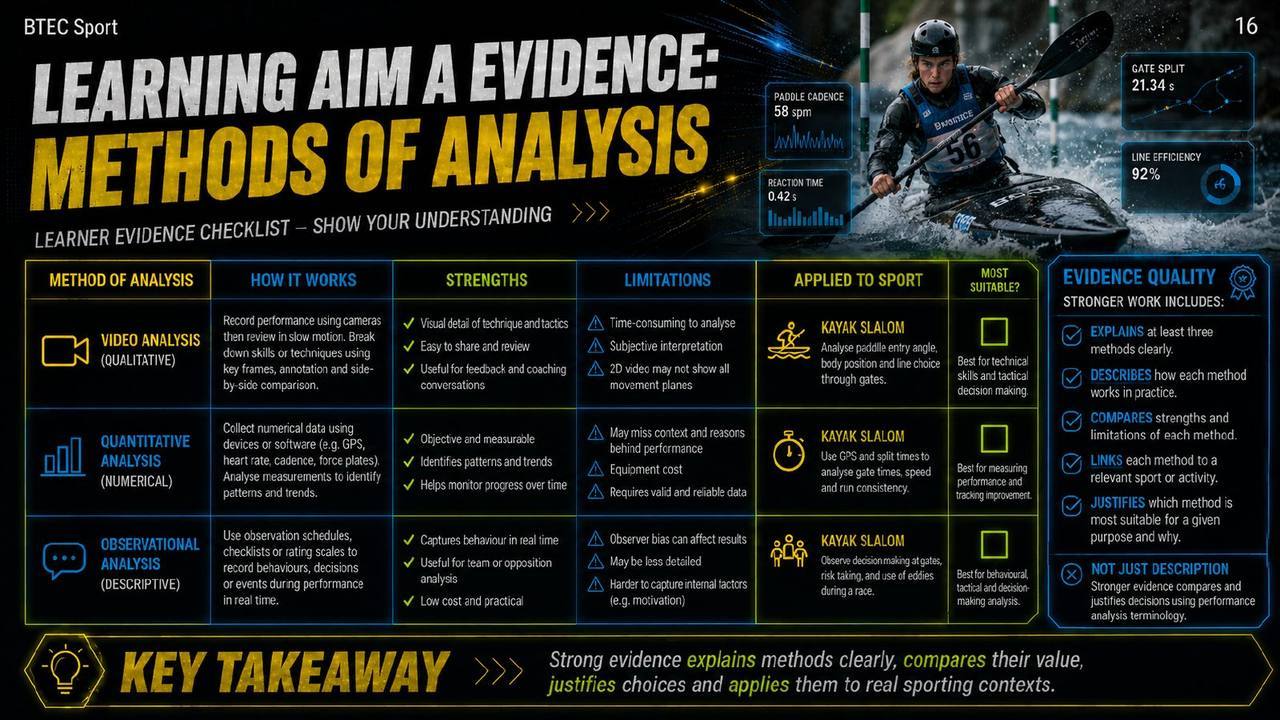 BTEC Sport
16
LEARNING AIM A EVIDENCE:
METHODS OF ANALYSIS
LEARNER EVIDENCE CHECKLIST – SHOW YOUR UNDERSTANDING
PADDLE CADENCE
58 spm
REACTION TIME
0.42 s
56
GATE SPLIT
21.34 s
LINE EFFICIENCY
92%
METHOD OF ANALYSIS
HOW IT WORKS
STRENGTHS
LIMITATIONS
APPLIED TO SPORT
MOST
SUITABLE?
VIDEO ANALYSIS
(QUALITATIVE)
Record performance using cameras
then review in slow motion. Break
down skills or techniques using
key frames, annotation and side-
by-side comparison.
Visual detail of technique and tactics
Easy to share and review
Useful for feedback and coaching
conversations
Time-consuming to analyse
Subjective interpretation
2D video may not show all
movement planes
KAYAK SLALOM
Analyse paddle entry angle,
body position and line choice
through gates.
Best for technical
skills and tactical
decision making.
QUANTITATIVE
ANALYSIS
(NUMERICAL)
Collect numerical data using
devices or software (e.g. GPS,
heart rate, cadence, force plates).
Analyse measurements to identify
patterns and trends.
Objective and measurable
Identifies patterns and trends
Helps monitor progress over time
May miss context and reasons
behind performance
Equipment cost
Requires valid and reliable data
KAYAK SLALOM
Use GPS and split times to
analyse gate times, speed
and run consistency.
Best for measuring
performance and
tracking improvement.
OBSERVATIONAL
ANALYSIS
(DESCRIPTIVE)
Use observation schedules,
checklists or rating scales to
record behaviours, decisions
or events during performance
in real time.
Captures behaviour in real time
Useful for team or opposition
analysis
Low cost and practical
Observer bias can affect results
May be less detailed
Harder to capture internal factors
(e.g. motivation)
KAYAK SLALOM
Observe decision making at gates,
risk taking, and use of eddies
during a race.
Best for behavioural,
tactical and decision-
making analysis.
EVIDENCE QUALITY
STRONGER WORK INCLUDES:
EXPLAINS at least three
methods clearly.
DESCRIBES how each method
works in practice.
COMPARES strengths and
limitations of each method.
LINKS each method to a
relevant sport or activity.
JUSTIFIES which method is
most suitable for a given
purpose and why.
NOT JUST DESCRIPTION
Stronger evidence compares and
justifies decisions using performance
analysis terminology.
KEY TAKEAWAY
Strong evidence explains methods clearly, compares their value,
justifies choices and applies them to real sporting contexts.